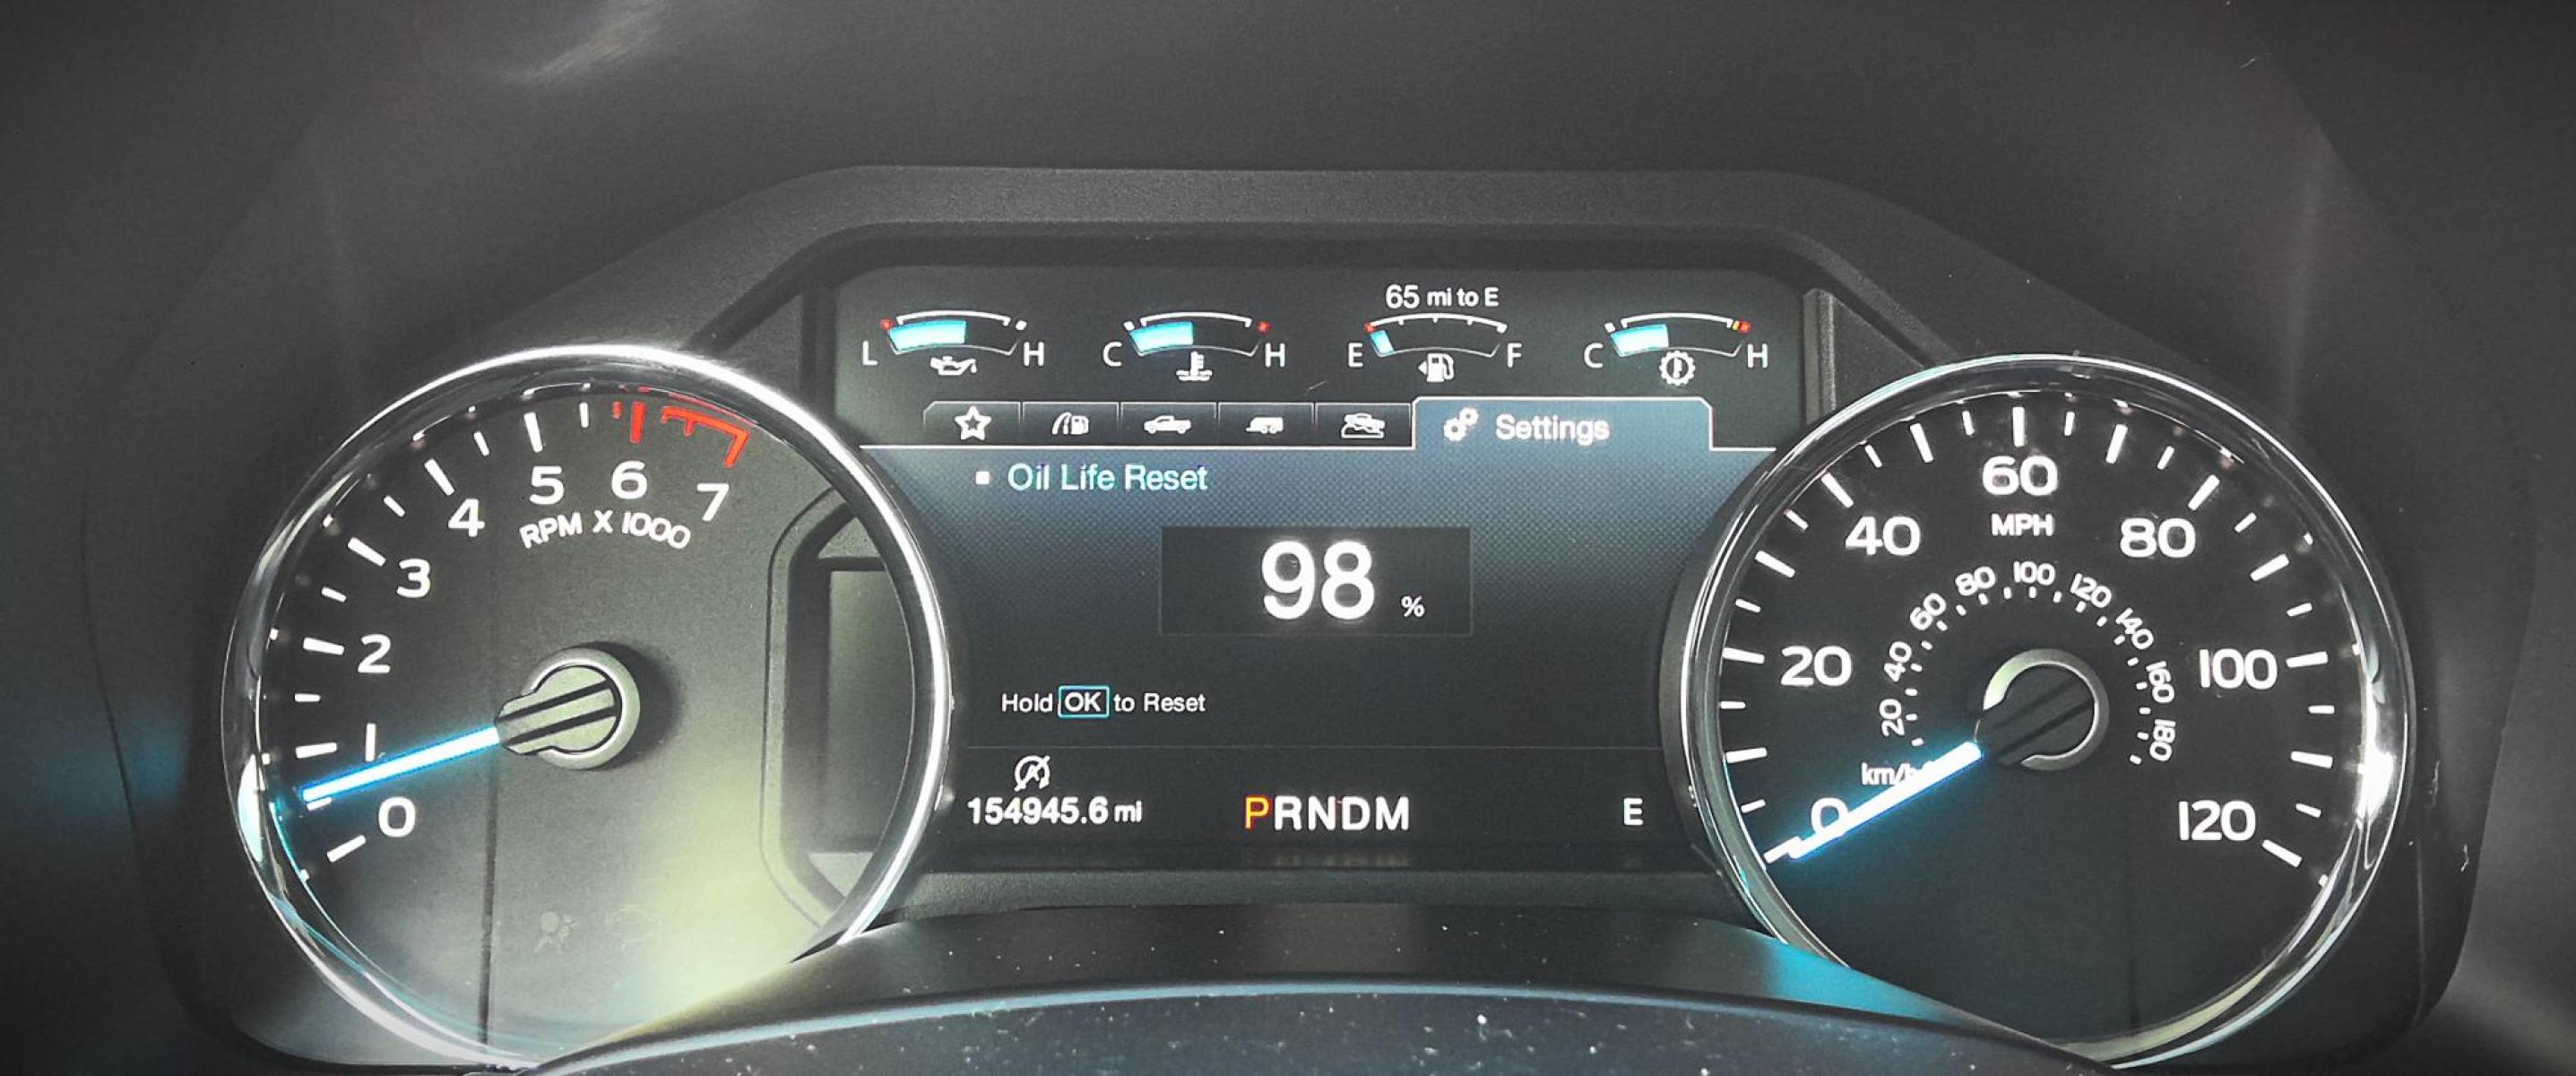 65 mi to E
L H C H E F C H
Settings
Oil Life Reset
98 %
Hold OK to Reset
154945.6 mi
PRNDM
E
0 1 2 3 4 5 6 7
RPM X 1000
0 20 40 60 80 100 120
MPH
20 40 60 80 100 120 140 160 180
km/h